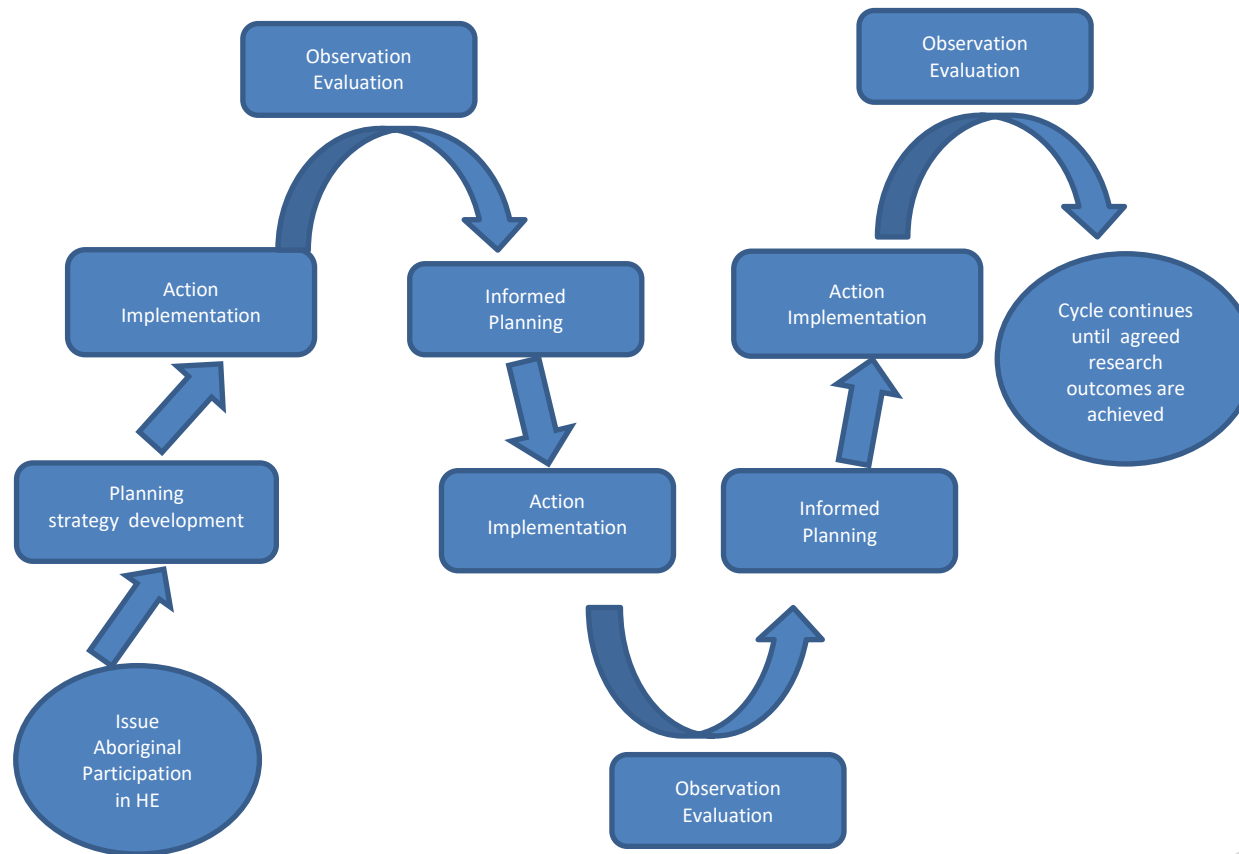 Issue
Aboriginal
Participation
in HE
Planning
strategy development
Action
Implementation
Observation
Evaluation
Informed
Planning
Action
Implementation
Observation
Evaluation
Informed
Planning
Action
Implementation
Observation
Evaluation
Cycle continues
until agreed
research
outcomes are
achieved